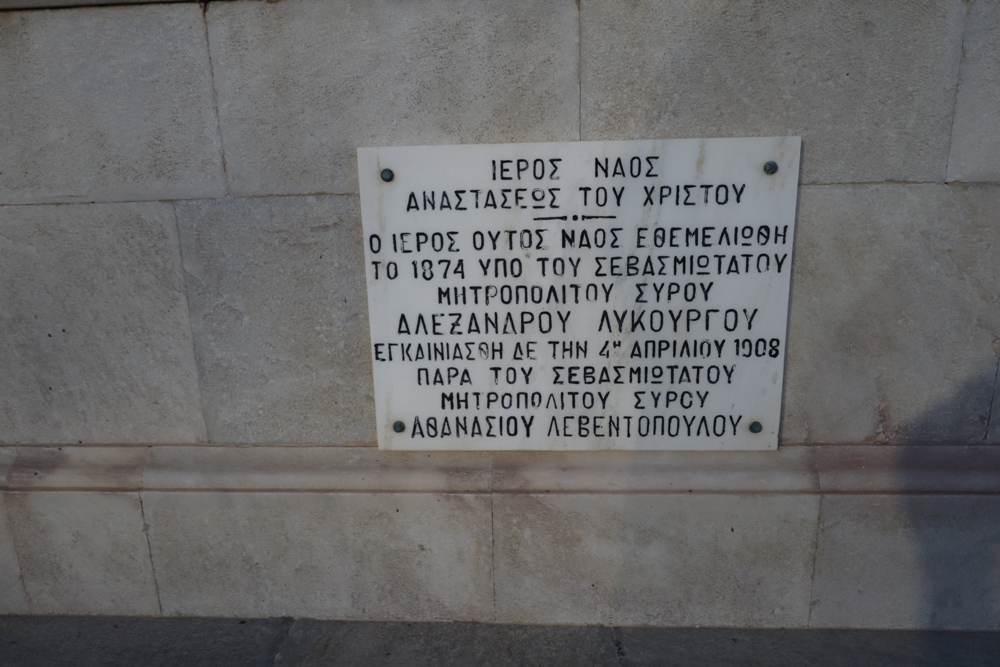 ΙΕΡΟΣ ΝΑΟΣ
ΑΝΑΣΤΑΣΕΩΣ ΤΟΥ ΧΡΙΣΤΟΥ
Ο ΙΕΡΟΣ ΟΥΤΟΣ ΝΑΟΣ ΕΘΕΜΕΛΙΩΘΗ
ΤΟ 1874 ΥΠΟ ΤΟΥ ΣΕΒΑΣΜΙΩΤΑΤΟΥ
ΜΗΤΡΟΠΟΛΙΤΟΥ ΣΥΡΟΥ
ΑΛΕΞΑΝΔΡΟΥ ΛΥΚΟΥΡΓΟΥ
ΕΓΚΑΙΝΙΑΣΘΗ ΔΕ ΤΗΝ 4Η ΑΠΡΙΛΙΟΥ 1908
ΠΑΡΑ ΤΟΥ ΣΕΒΑΣΜΙΩΤΑΤΟΥ
ΜΗΤΡΟΠΟΛΙΤΟΥ ΣΥΡΟΥ
ΑΘΑΝΑΣΙΟΥ ΛΕΒΕΝΤΟΠΟΥΛΟΥ